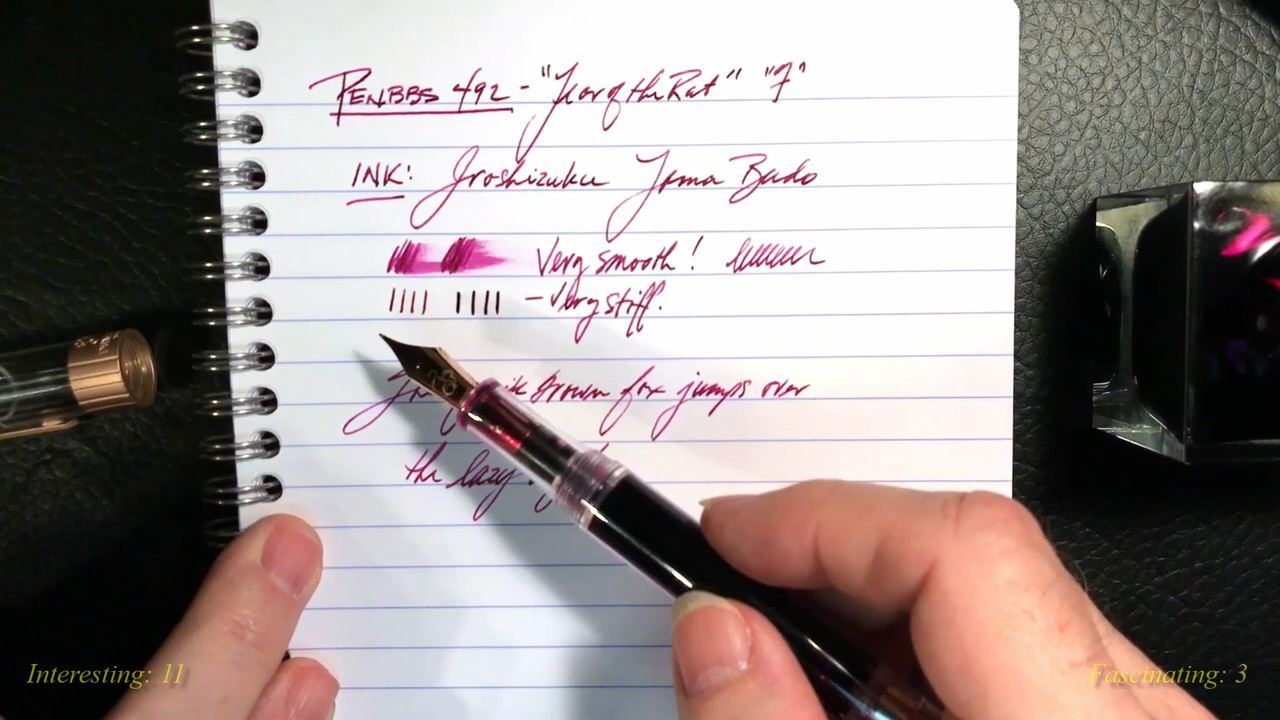 PENBBS 492 - "Year of the Rat" "F"
INK: Iroshizuku Yama Budo
Very smooth!
- Very stiff.
brown fox jumps over
the lazy
Interesting: 11
Fascinating: 3